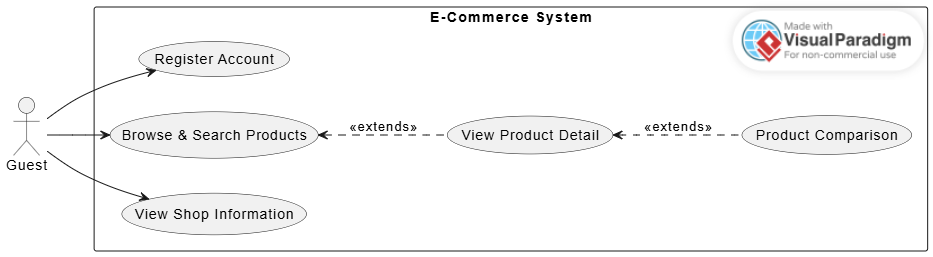 E-Commerce System
Made with
Visual Paradigm
For non-commercial use
Register Account
Guest
Browse & Search Products
«extends»
View Product Detail
«extends»
Product Comparison
View Shop Information